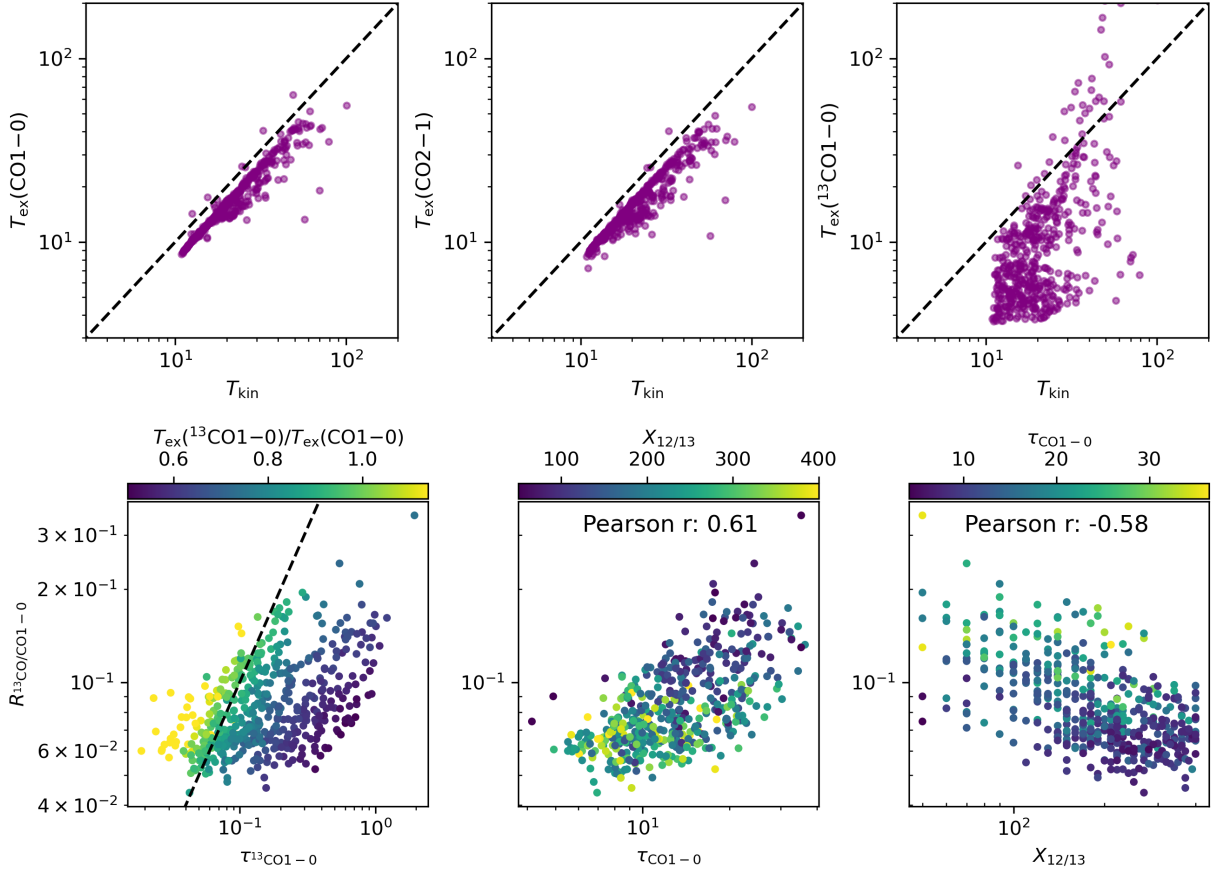 10² 10² 10²
T_ex(CO1−0) T_ex(CO2−1) T_ex(¹³CO1−0)
10¹ 10¹ 10¹
10¹ 10² 10¹ 10² 10¹ 10²
T_kin T_kin T_kin
T_ex(¹³CO1−0)/T_ex(CO1−0) X_12/13 τ_CO1−0
0.6 0.8 1.0 100 200 300 400 10 20 30
Pearson r: 0.61 Pearson r: -0.58
3 × 10⁻¹
2 × 10⁻¹
R_¹³CO/CO1−0
10⁻¹ 10⁻¹ 10⁻¹
6 × 10⁻²
4 × 10⁻²
10⁻¹ 10⁰ 10¹ 10²
τ_¹³CO1−0 τ_CO1−0 X_12/13